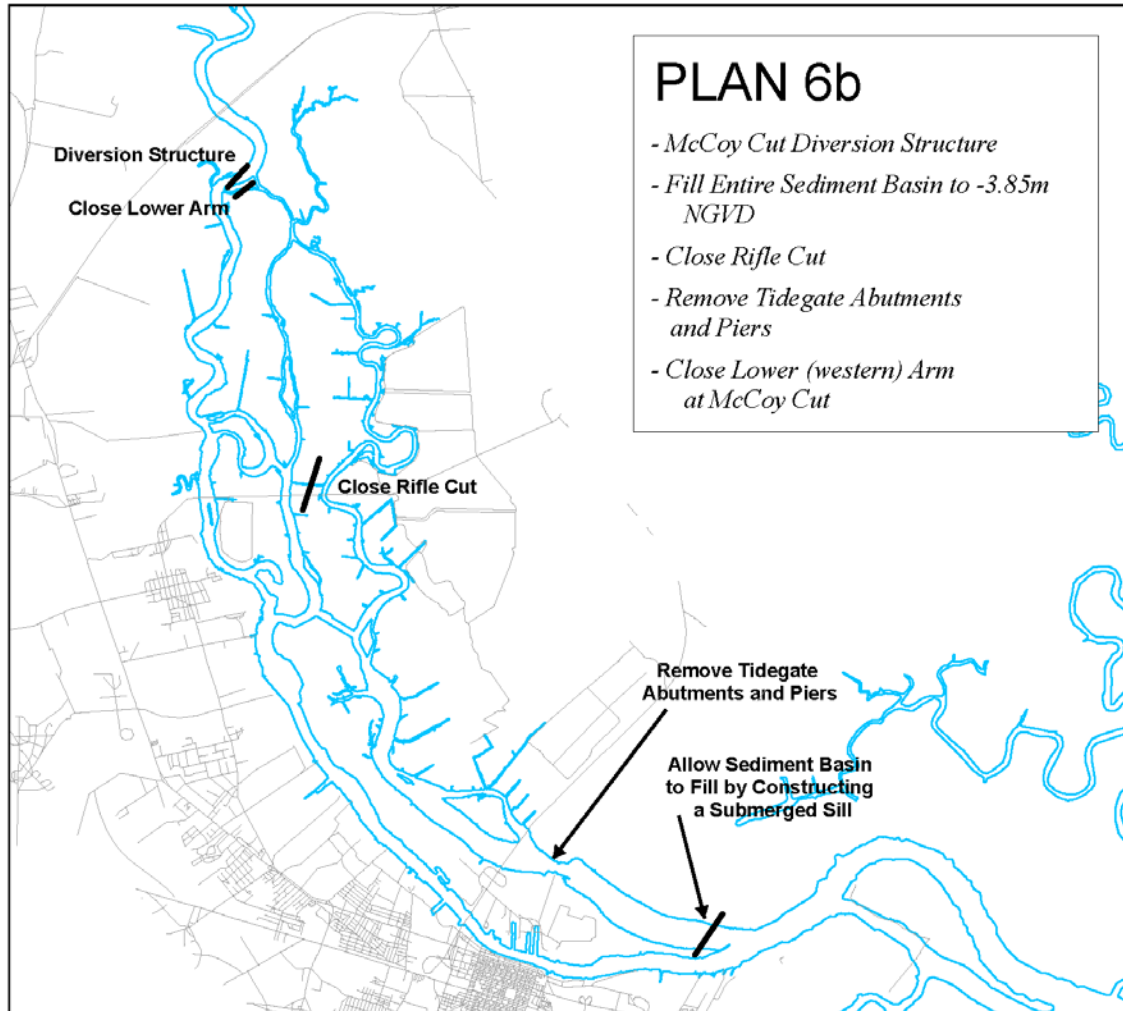 PLAN 6b
- McCoy Cut Diversion Structure
- Fill Entire Sediment Basin to -3.85m
NGVD
- Close Rifle Cut
- Remove Tidegate Abutments
and Piers
- Close Lower (western) Arm
at McCoy Cut
Diversion Structure
Close Lower Arm
Close Rifle Cut
Remove Tidegate
Abutments and Piers
Allow Sediment Basin
to Fill by Constructing
a Submerged Sill